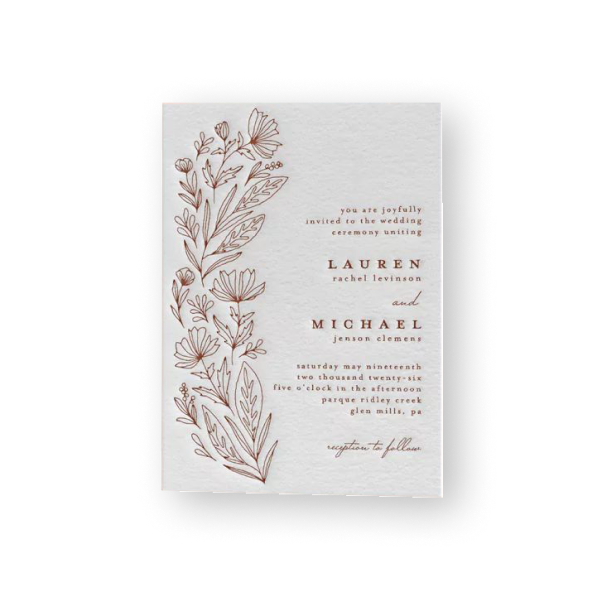 you are joyfully
invited to the wedding
ceremony uniting
LAUREN
rachel levinson
and
MICHAEL
jenson clemens
saturday may nineteenth
two thousand twenty-six
five o'clock in the afternoon
parque ridley creek
glen mills, pa
reception to follow